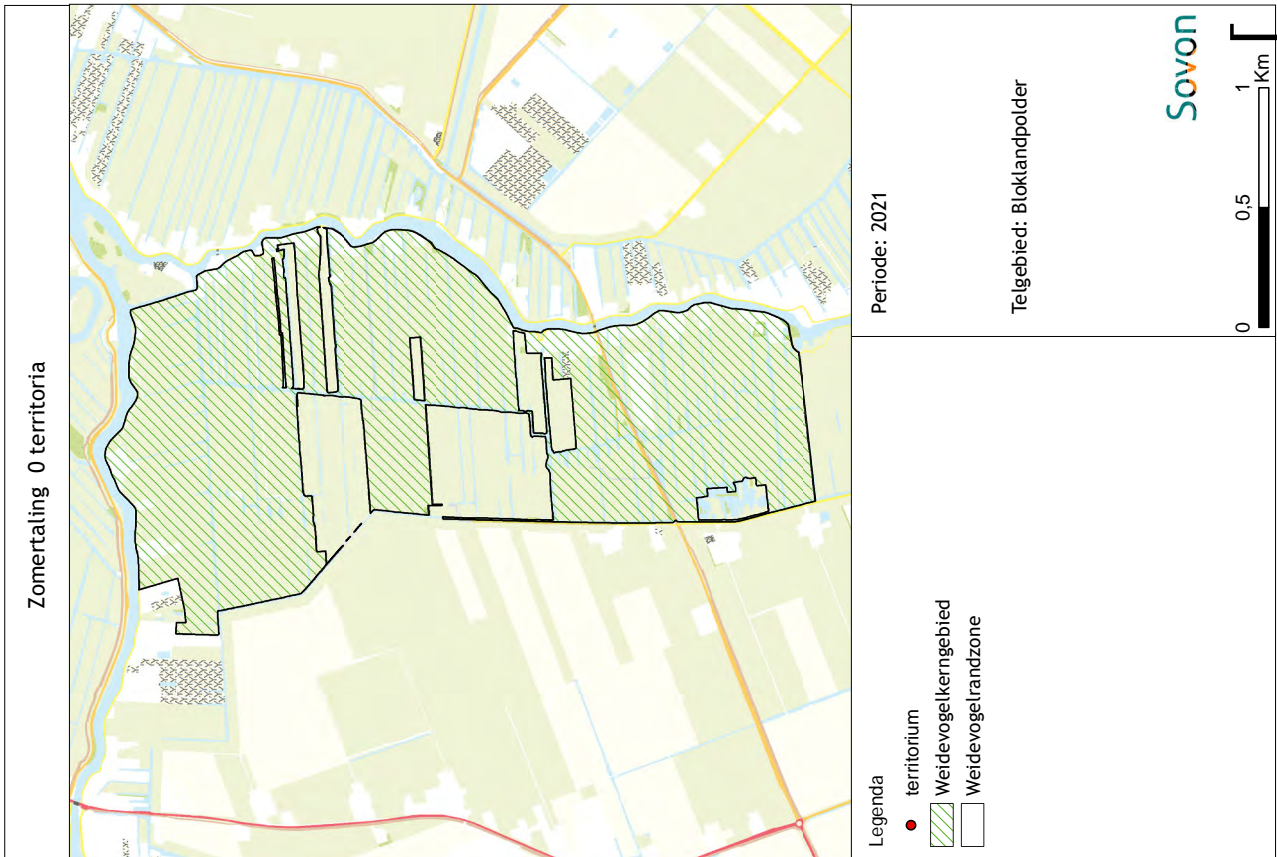 Zomertaling 0 territoria
Legenda
territorium
Weidevogelkerngebied
Weidevogelrandzone
Periode: 2021
Telgebied: Bloklandpolder
Sovon
0 0,5 1
Km